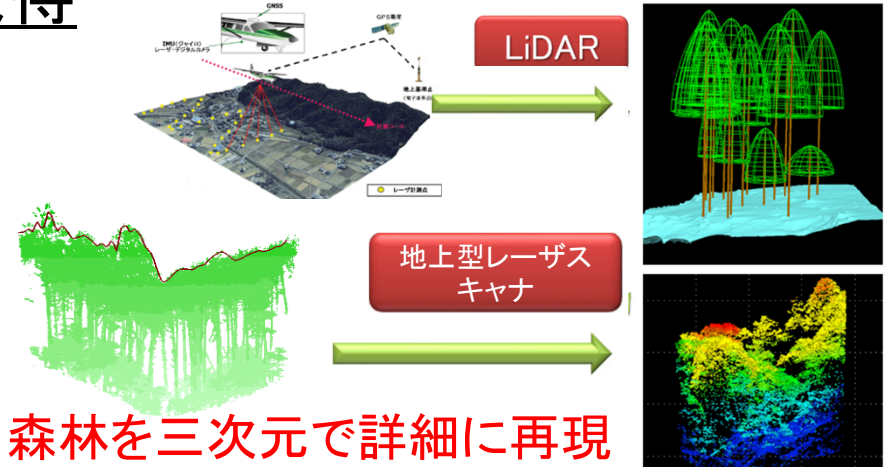 GNSS
GPS衛星
IMU(ジャイロ)
レーザ・デジタルカメラ
LiDAR
地上基準点
(電子基準点)
レーザ計測点
地上型レーザス
キャナ
森林を三次元で詳細に再現